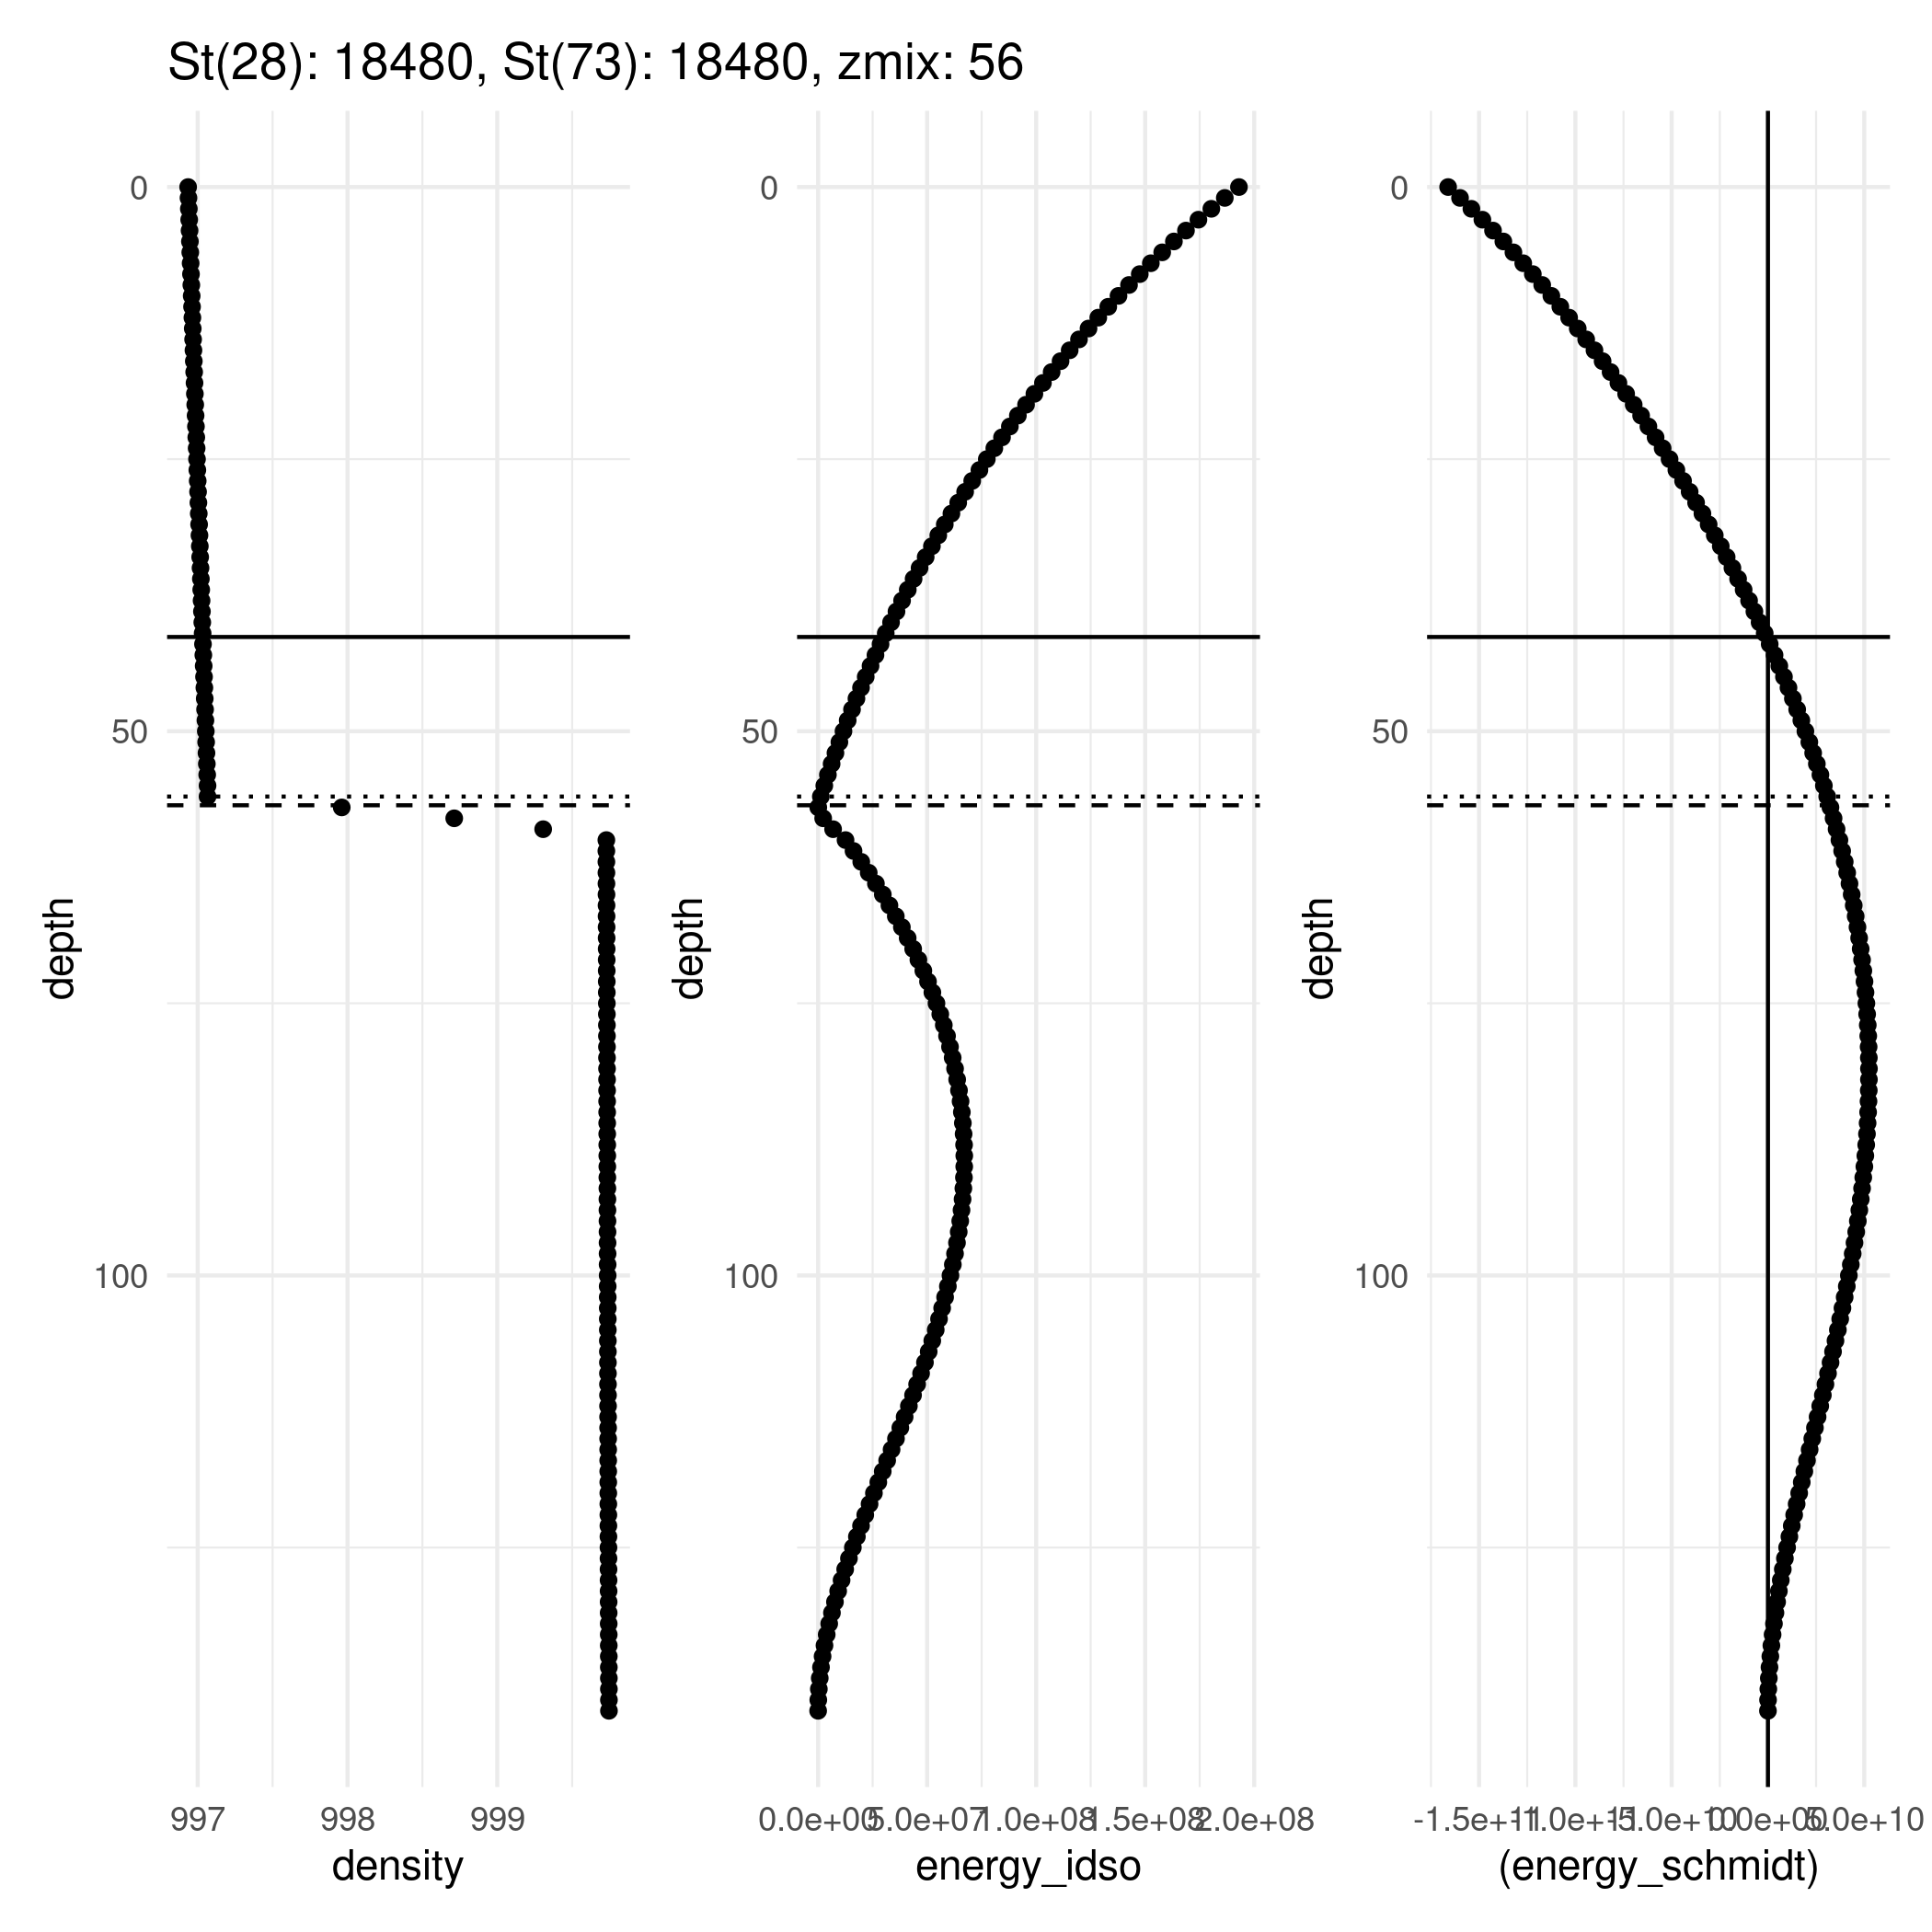 St(28): 18480, St(73): 18480, zmix: 56
0
50
100
depth
997 998 999
density
0
50
100
depth
0.0e+00 5.0e+07 1.0e+08 1.5e+08 2.0e+08
energy_idso
0
50
100
depth
-1.5e+11 -1.0e+11 -5.0e+10 0.0e+00 5.0e+10
(energy_schmidt)